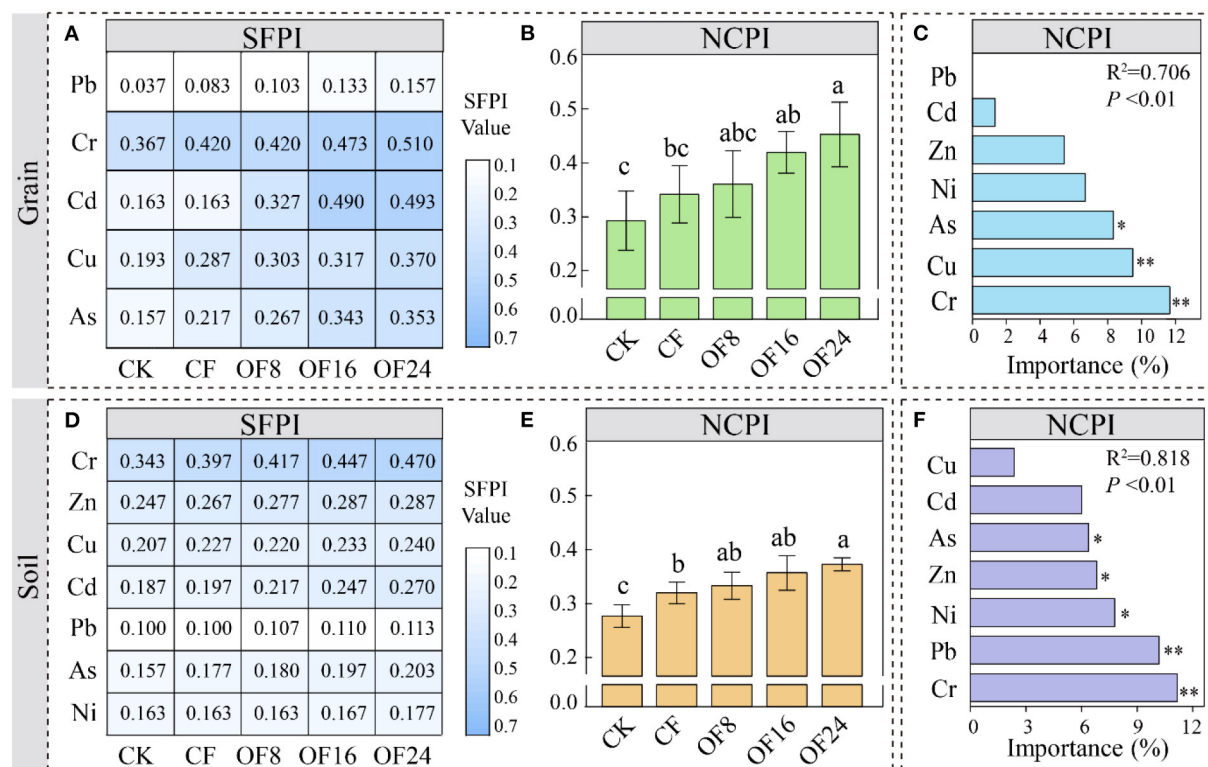 Grain
A
SFPI
Pb 0.037 0.083 0.103 0.133 0.157
Cr 0.367 0.420 0.420 0.473 0.510
Cd 0.163 0.163 0.327 0.490 0.493
Cu 0.193 0.287 0.303 0.317 0.370
As 0.157 0.217 0.267 0.343 0.353
CK CF OF8 OF16 OF24
SFPI
Value
0.1
0.2
0.3
0.4
0.5
0.6
0.7
B
NCPI
0.6
0.5
0.4
0.3
0.2
0.0
c bc abc ab a
CK CF OF8 OF16 OF24
C
NCPI
R²=0.706
P <0.01
Pb
Cd
Zn
Ni
As *
Cu **
Cr **
0 2 4 6 8 10 12
Importance (%)
Soil
D
SFPI
Cr 0.343 0.397 0.417 0.447 0.470
Zn 0.247 0.267 0.277 0.287 0.287
Cu 0.207 0.227 0.220 0.233 0.240
Cd 0.187 0.197 0.217 0.247 0.270
Pb 0.100 0.100 0.107 0.110 0.113
As 0.157 0.177 0.180 0.197 0.203
Ni 0.163 0.163 0.163 0.167 0.177
CK CF OF8 OF16 OF24
SFPI
Value
0.1
0.2
0.3
0.4
0.5
0.6
0.7
E
NCPI
0.6
0.5
0.4
0.3
0.2
0.0
c b ab ab a
CK CF OF8 OF16 OF24
F
NCPI
R²=0.818
P <0.01
Cu
Cd
As *
Zn *
Ni *
Pb **
Cr **
0 3 6 9 12
Importance (%)